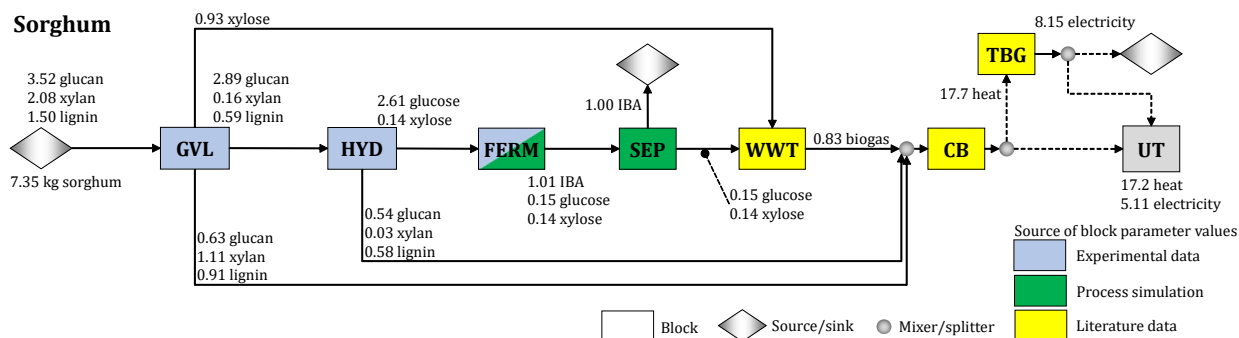 Sorghum
0.93 xylose
8.15 electricity
TBG
3.52 glucan
2.08 xylan
1.50 lignin
2.89 glucan
0.16 xylan
0.59 lignin
2.61 glucose
0.14 xylose
1.00 IBA
17.7 heat
GVL
HYD
FERM
SEP
WWT
0.83 biogas
CB
UT
7.35 kg sorghum
1.01 IBA
0.15 glucose
0.14 xylose
0.15 glucose
0.14 xylose
17.2 heat
5.11 electricity
0.54 glucan
0.03 xylan
0.58 lignin
0.63 glucan
1.11 xylan
0.91 lignin
Source of block parameter values
Experimental data
Process simulation
Literature data
Block
Source/sink
Mixer/splitter